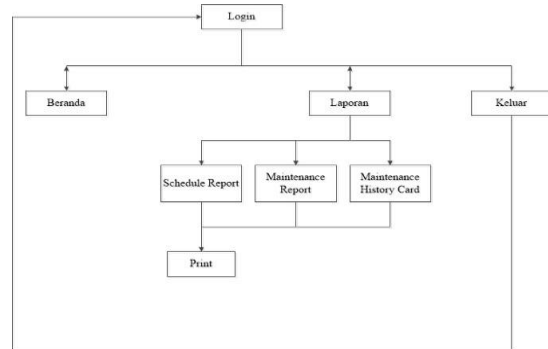 Login
Beranda
Laporan
Keluar
Schedule Report
Maintenance
Report
Maintenance
History Card
Print